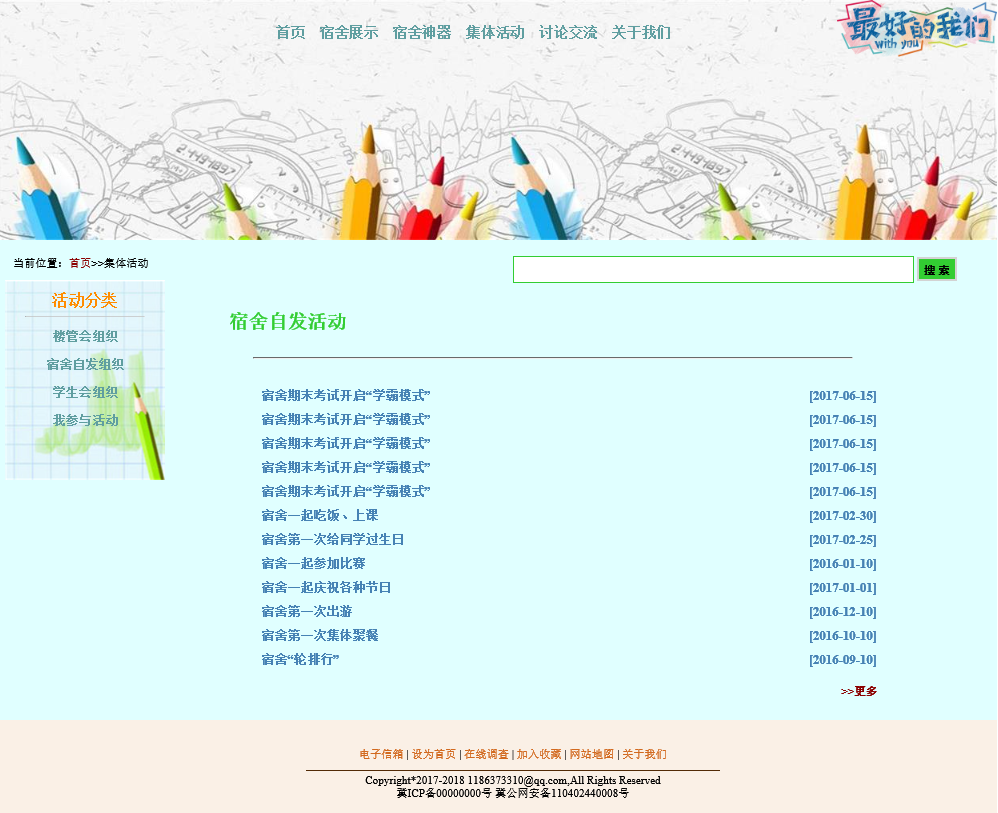 首页 宿舍展示 宿舍神器 集体活动 讨论交流 关于我们
最好的我们
with you
当前位置：首页>>集体活动
搜 索
活动分类
楼管会组织
宿舍自发组织
学生会组织
我参与活动
宿舍自发活动
宿舍期末考试开启“学霸模式” [2017-06-15]
宿舍期末考试开启“学霸模式” [2017-06-15]
宿舍期末考试开启“学霸模式” [2017-06-15]
宿舍期末考试开启“学霸模式” [2017-06-15]
宿舍期末考试开启“学霸模式” [2017-06-15]
宿舍一起吃饭、上课 [2017-02-30]
宿舍第一次给同学过生日 [2017-02-25]
宿舍一起参加比赛 [2016-01-10]
宿舍一起庆祝各种节日 [2017-01-01]
宿舍第一次出游 [2016-12-10]
宿舍第一次集体聚餐 [2016-10-10]
宿舍“轮排行” [2016-09-10]
>>更多
电子信箱 | 设为首页 | 在线调查 | 加入收藏 | 网站地图 | 关于我们
Copyright*2017-2018 1186373310@qq.com,All Rights Reserved
冀ICP备00000000号 冀公网安备110402440008号